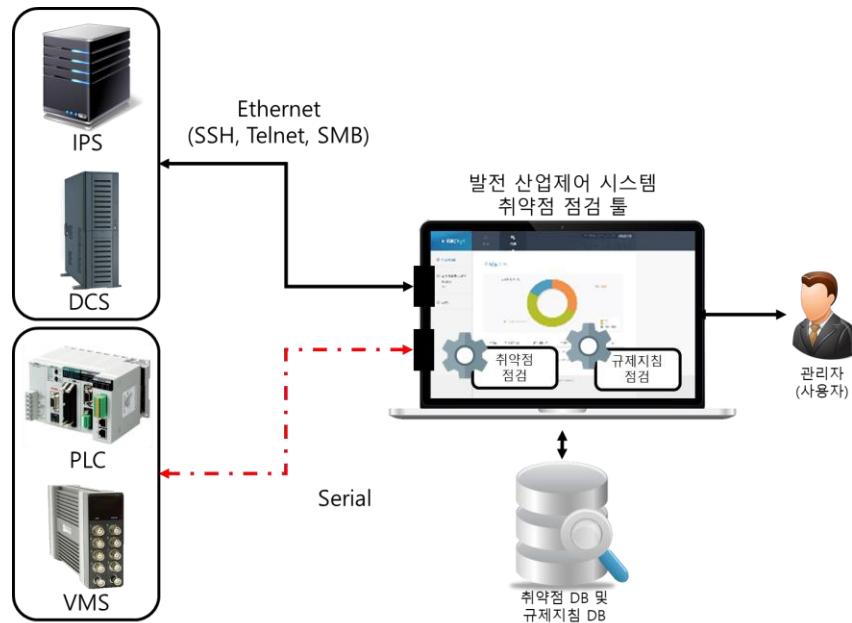 IPS
DCS
Ethernet
(SSH, Telnet, SMB)
발전 산업제어 시스템
취약점 점검 툴
취약점
점검
규제지침
점검
관리자
(사용자)
PLC
VMS
Serial
취약점 DB 및
규제지침 DB